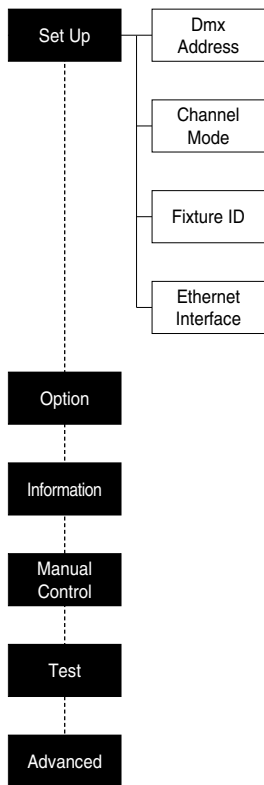 Set Up
Dmx
Address
Channel
Mode
Fixture ID
Ethernet
Interface
Option
Information
Manual
Control
Test
Advanced